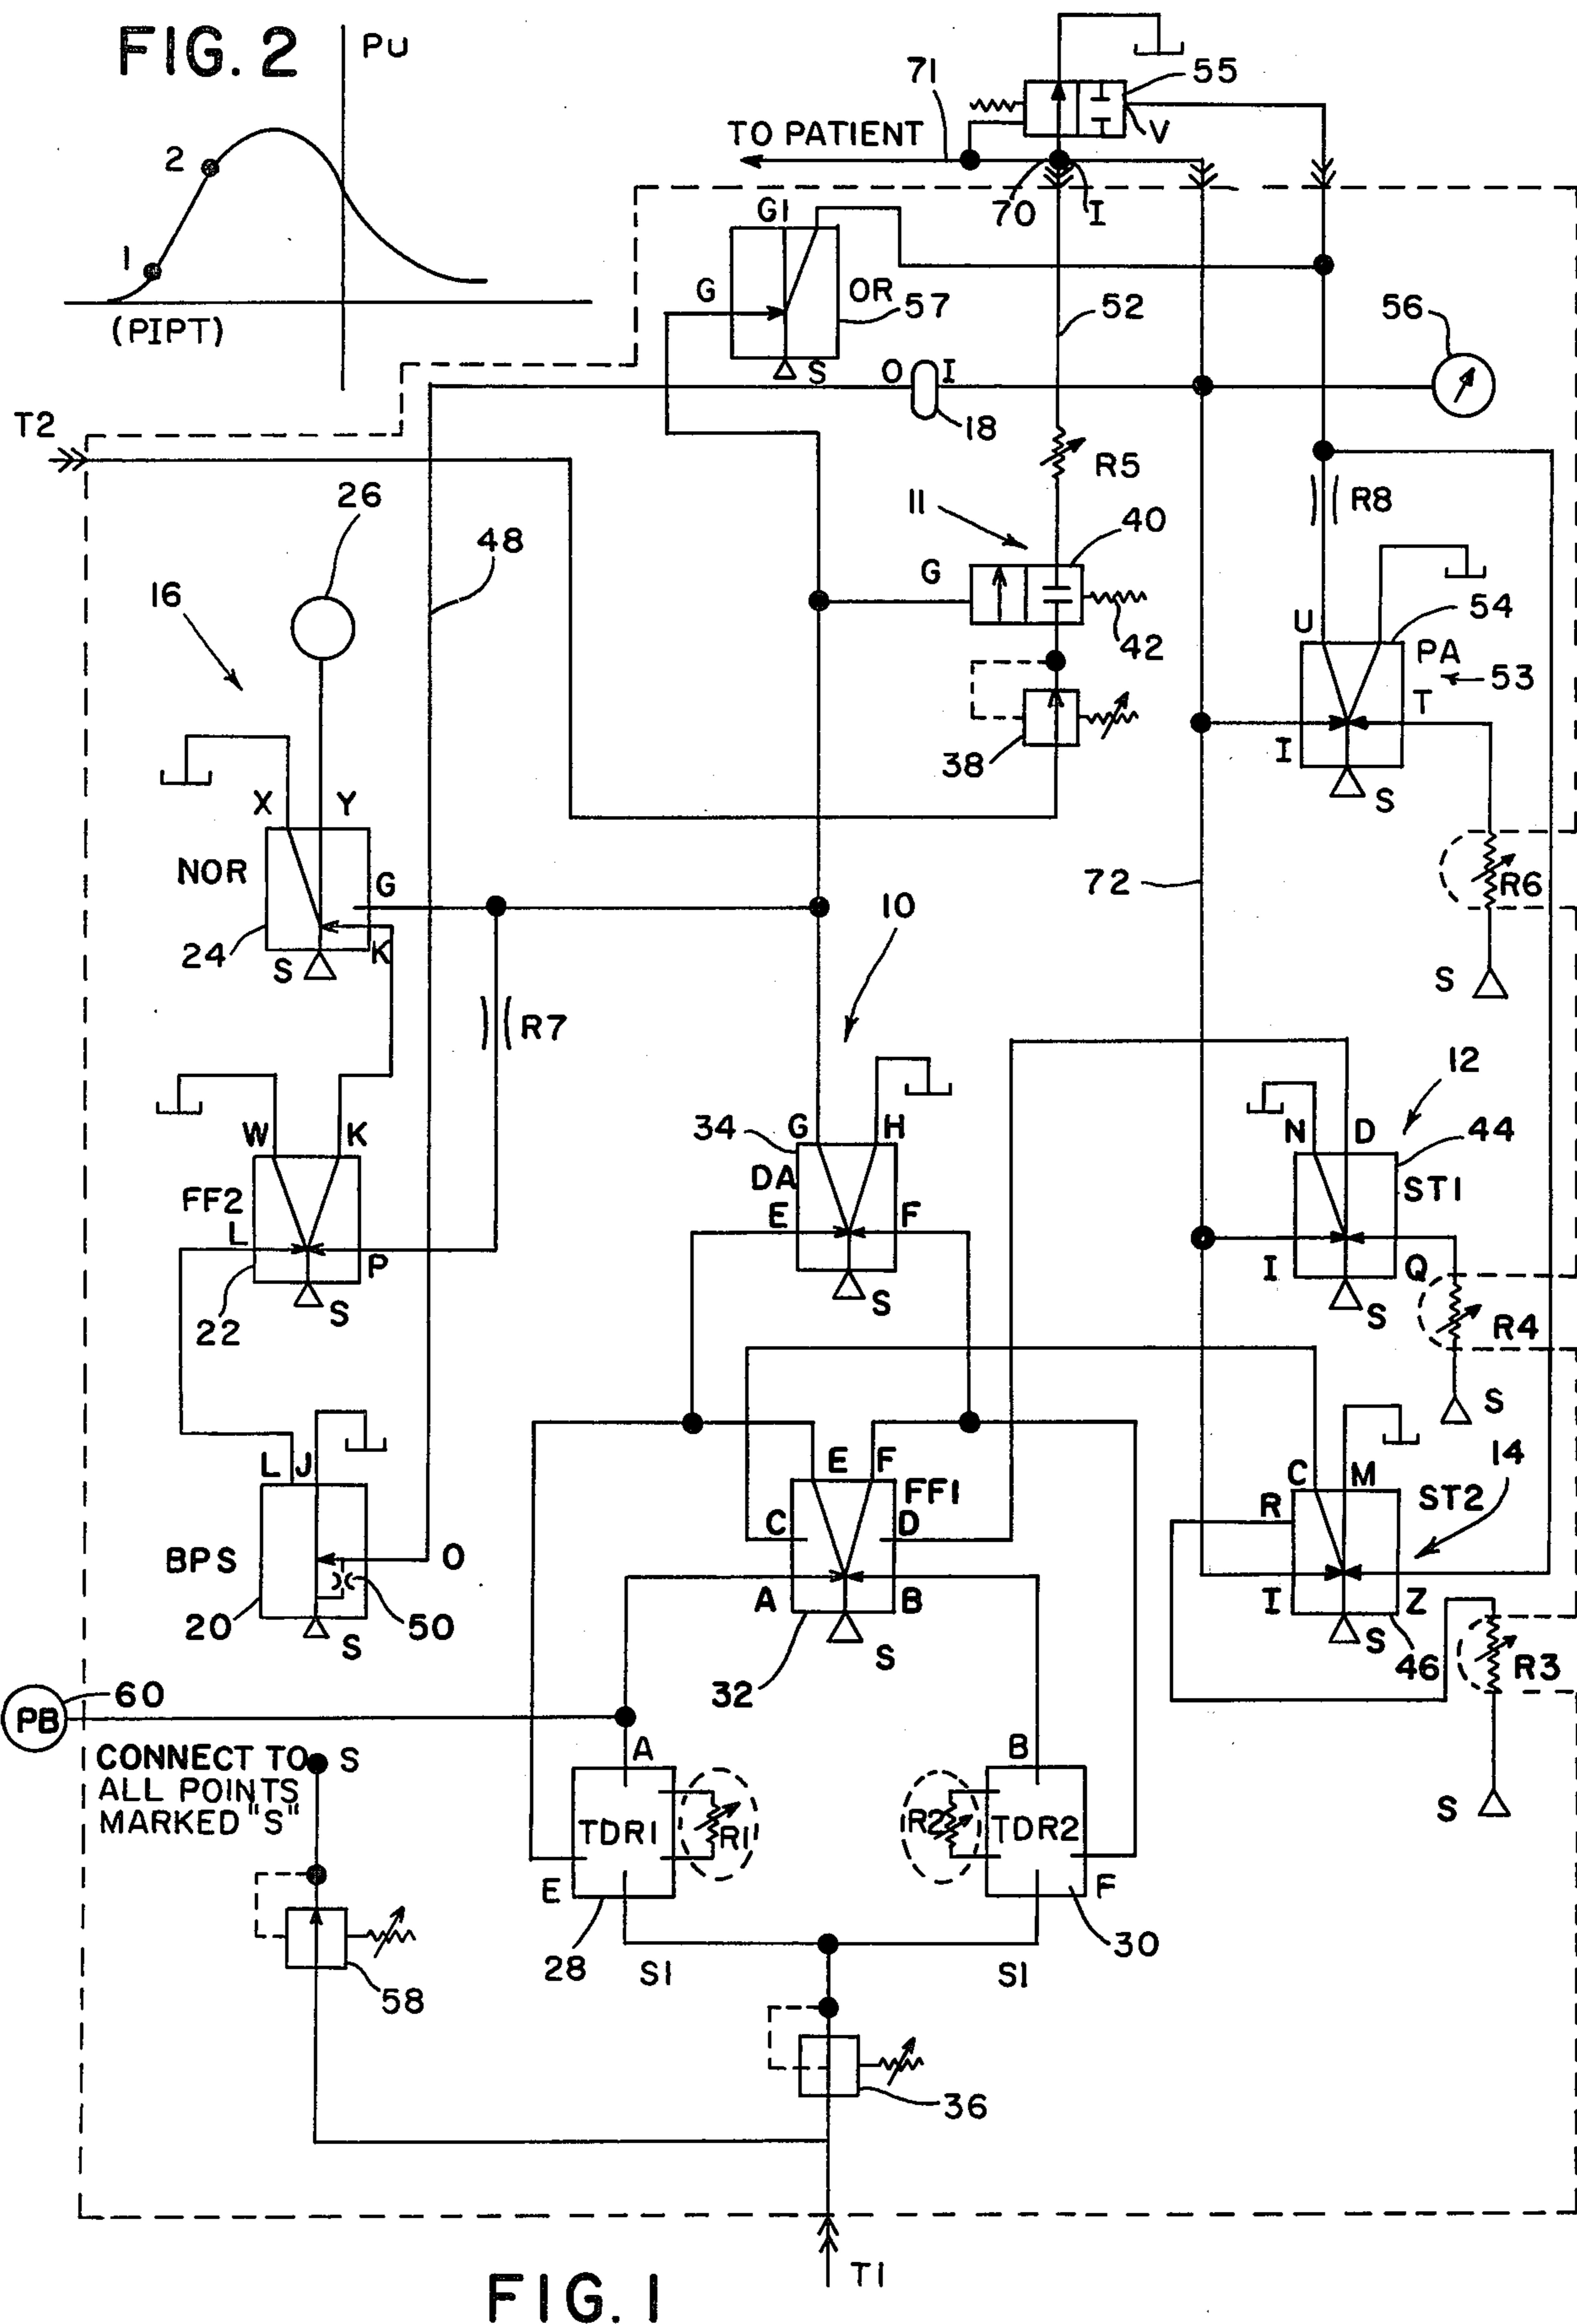 FIG. 2
Pu
2
1
(PIPT)
71
55
V
TO PATIENT
70
I
G1
G
OR
57
S
52
56
O
I
18
T2
R5
R8
26
11
40
48
G
16
42
U
54
PA
53
T
I
S
38
X
Y
NOR
G
72
R6
24
S
K
10
S
R7
12
W
K
34
G
H
N
D
44
FF2
DA
ST1
L
E
F
P
I
Q
S
S
S
R4
22
S
E
F
L
J
FF1
C
M
14
C
D
R
ST2
BPS
O
A
B
I
Z
20
50
S
S
S
46
R3
32
60
PB
A
B
CONNECT TO
S
ALL POINTS
MARKED "S"
TDR1
R1
R2
TDR2
S
E
F
28
S1
S1
30
58
36
T1
FIG. 1